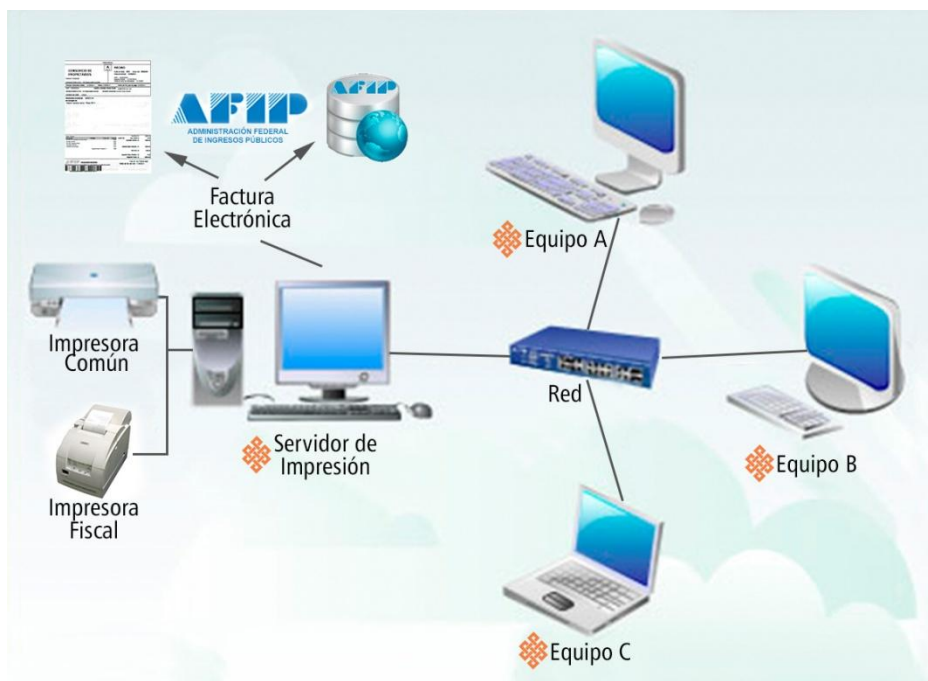 AFIP
ADMINISTRACIÓN FEDERAL
DE INGRESOS PÚBLICOS
AFIP
Factura
Electrónica
Equipo A
Impresora
Común
Red
Servidor de
Impresión
Equipo B
Impresora
Fiscal
Equipo C